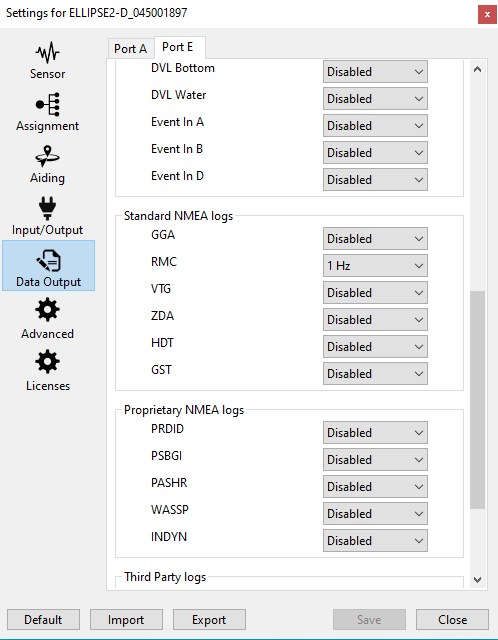 Settings for ELLIPSE2-D_045001897
x
Sensor
Assignment
Aiding
Input/Output
Data Output
Advanced
Licenses
Port A
Port E
DVL Bottom Disabled
DVL Water Disabled
Event In A Disabled
Event In B Disabled
Event In D Disabled
Standard NMEA logs
GGA Disabled
RMC 1 Hz
VTG Disabled
ZDA Disabled
HDT Disabled
GST Disabled
Proprietary NMEA logs
PRDID Disabled
PSBGI Disabled
PASHR Disabled
WASSP Disabled
INDYN Disabled
Third Party logs
Default Import Export Save Close